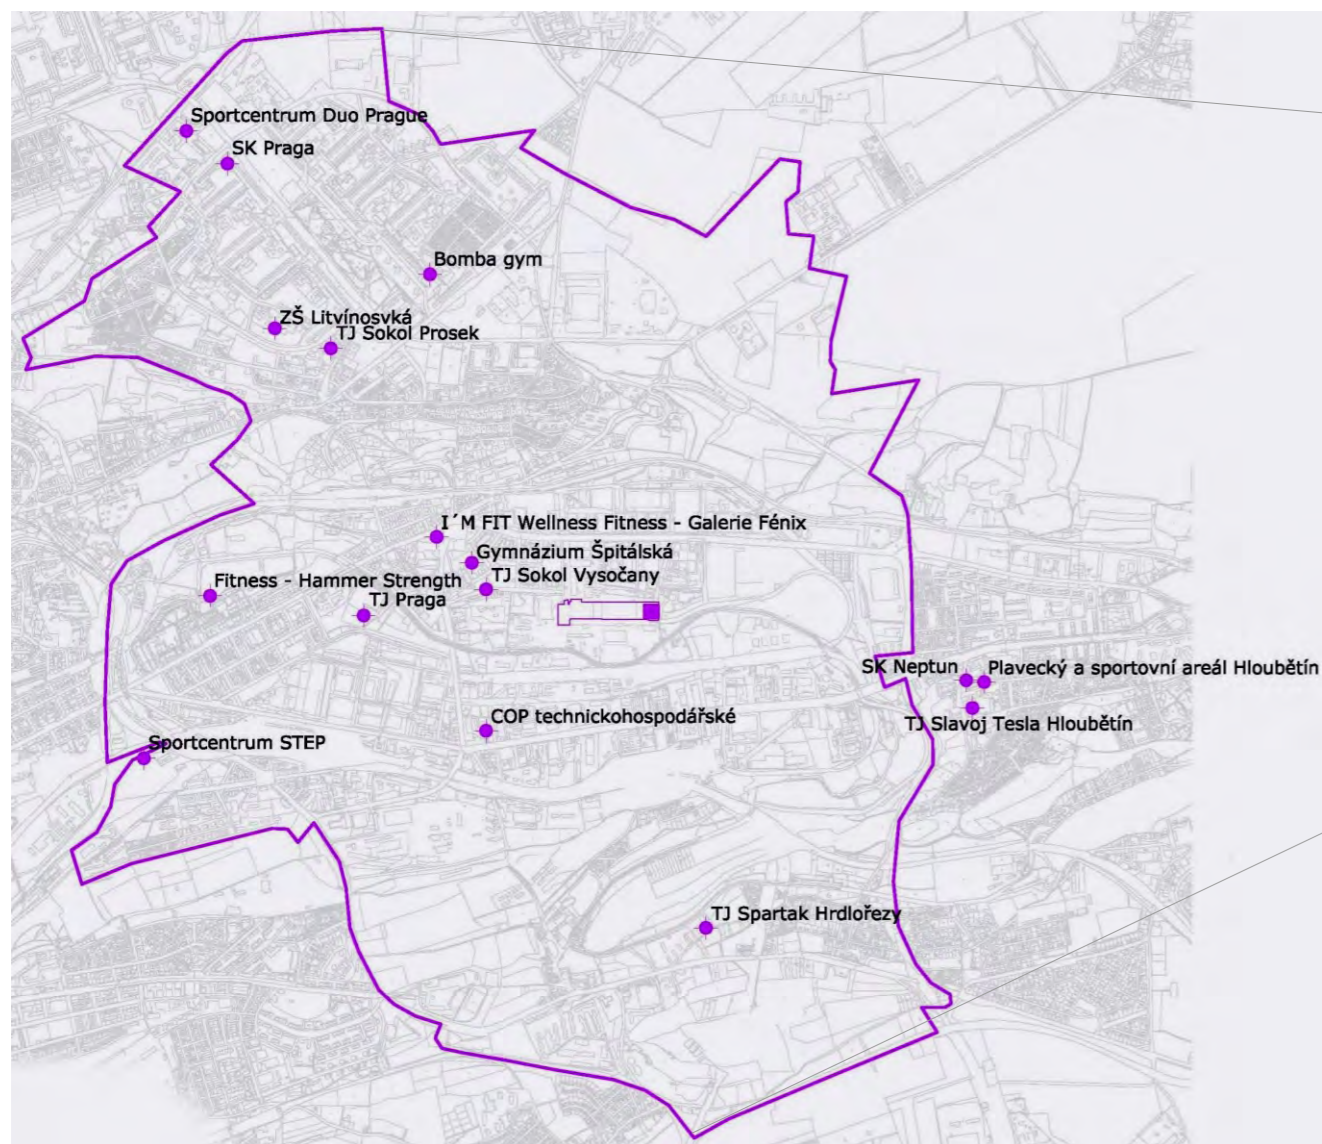 Sportcentrum Duo Prague
SK Praga
Bomba gym
ZŠ Litvínosvká
TJ Sokol Prosek
I´M FIT Wellness Fitness - Galerie Fénix
Gymnázium Špitálská
Fitness - Hammer Strength
TJ Sokol Vysočany
TJ Praga
SK Neptun
Plavecký a sportovní areál Hloubětín
COP technickohospodářské
TJ Slavoj Tesla Hloubětín
Sportcentrum STEP
TJ Spartak Hrdlořezy